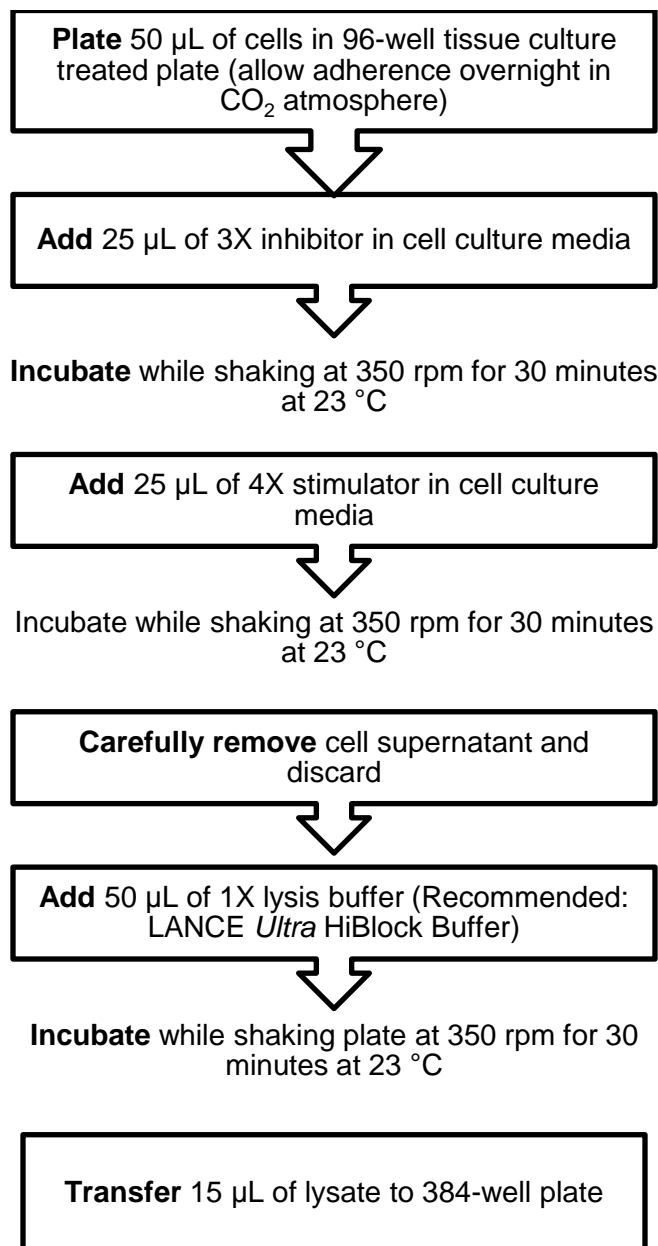 Plate 50 µL of cells in 96-well tissue culture
treated plate (allow adherence overnight in
CO₂ atmosphere)
Add 25 µL of 3X inhibitor in cell culture media
Incubate while shaking at 350 rpm for 30 minutes
at 23 °C
Add 25 µL of 4X stimulator in cell culture
media
Incubate while shaking at 350 rpm for 30 minutes
at 23 °C
Carefully remove cell supernatant and
discard
Add 50 µL of 1X lysis buffer (Recommended:
LANCE Ultra HiBlock Buffer)
Incubate while shaking plate at 350 rpm for 30
minutes at 23 °C
Transfer 15 µL of lysate to 384-well plate